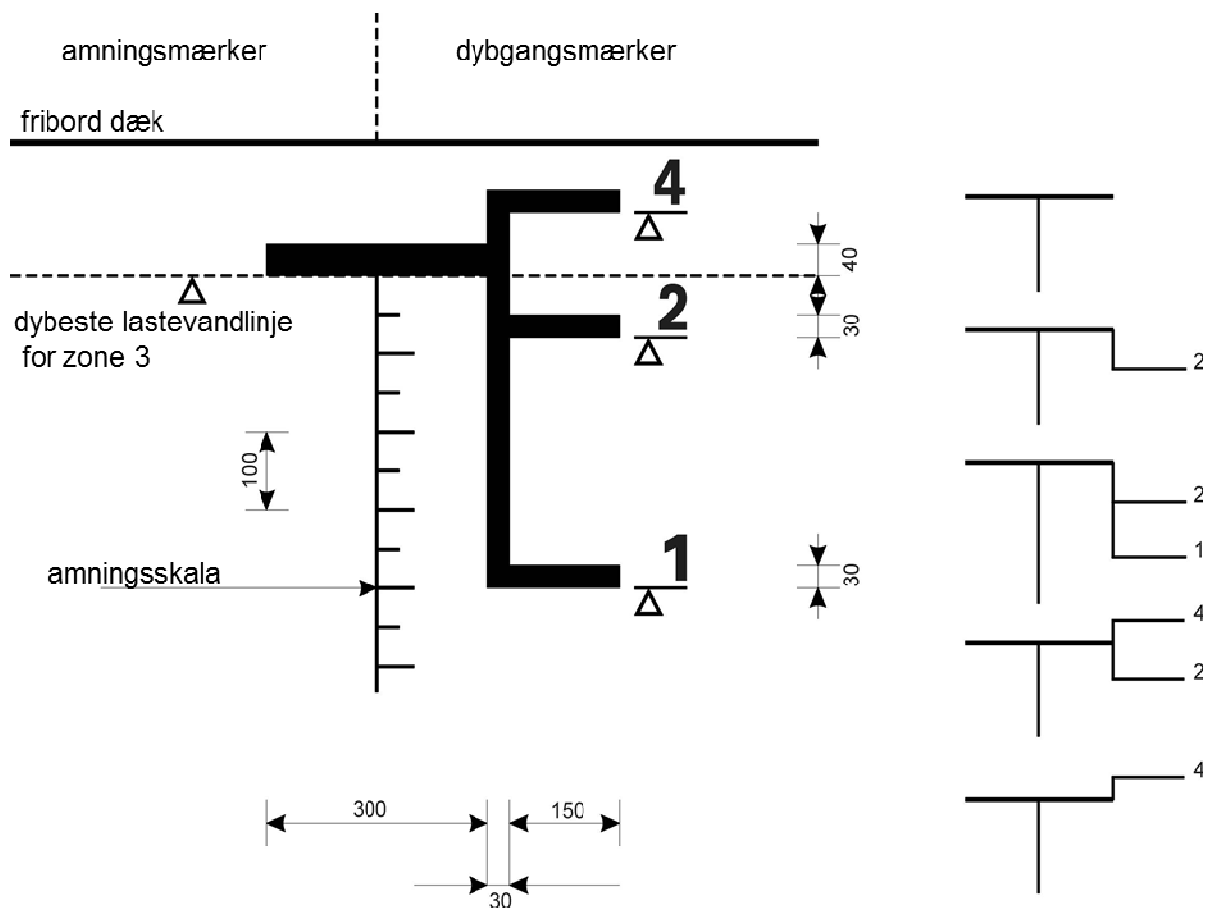 amningsmærker
dybgangsmærker
fribord dæk
4
40
dybeste lastevandlinje
for zone 3
2
30
100
amningsskala
1
30
300
150
30
2
2
1
4
2
4